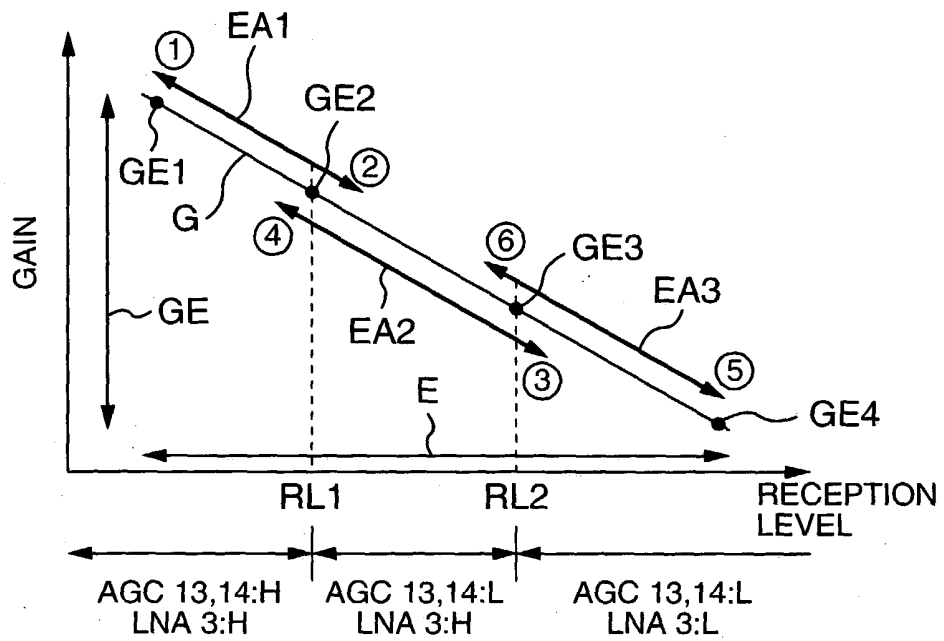 ① EA1
GE2
GE1
②
G
④
⑥ GE3
GAIN
EA3
GE
EA2
③
⑤
E
GE4
RL1 RL2 RECEPTION
LEVEL
AGC 13,14:H AGC 13,14:L AGC 13,14:L
LNA 3:H LNA 3:H LNA 3:L